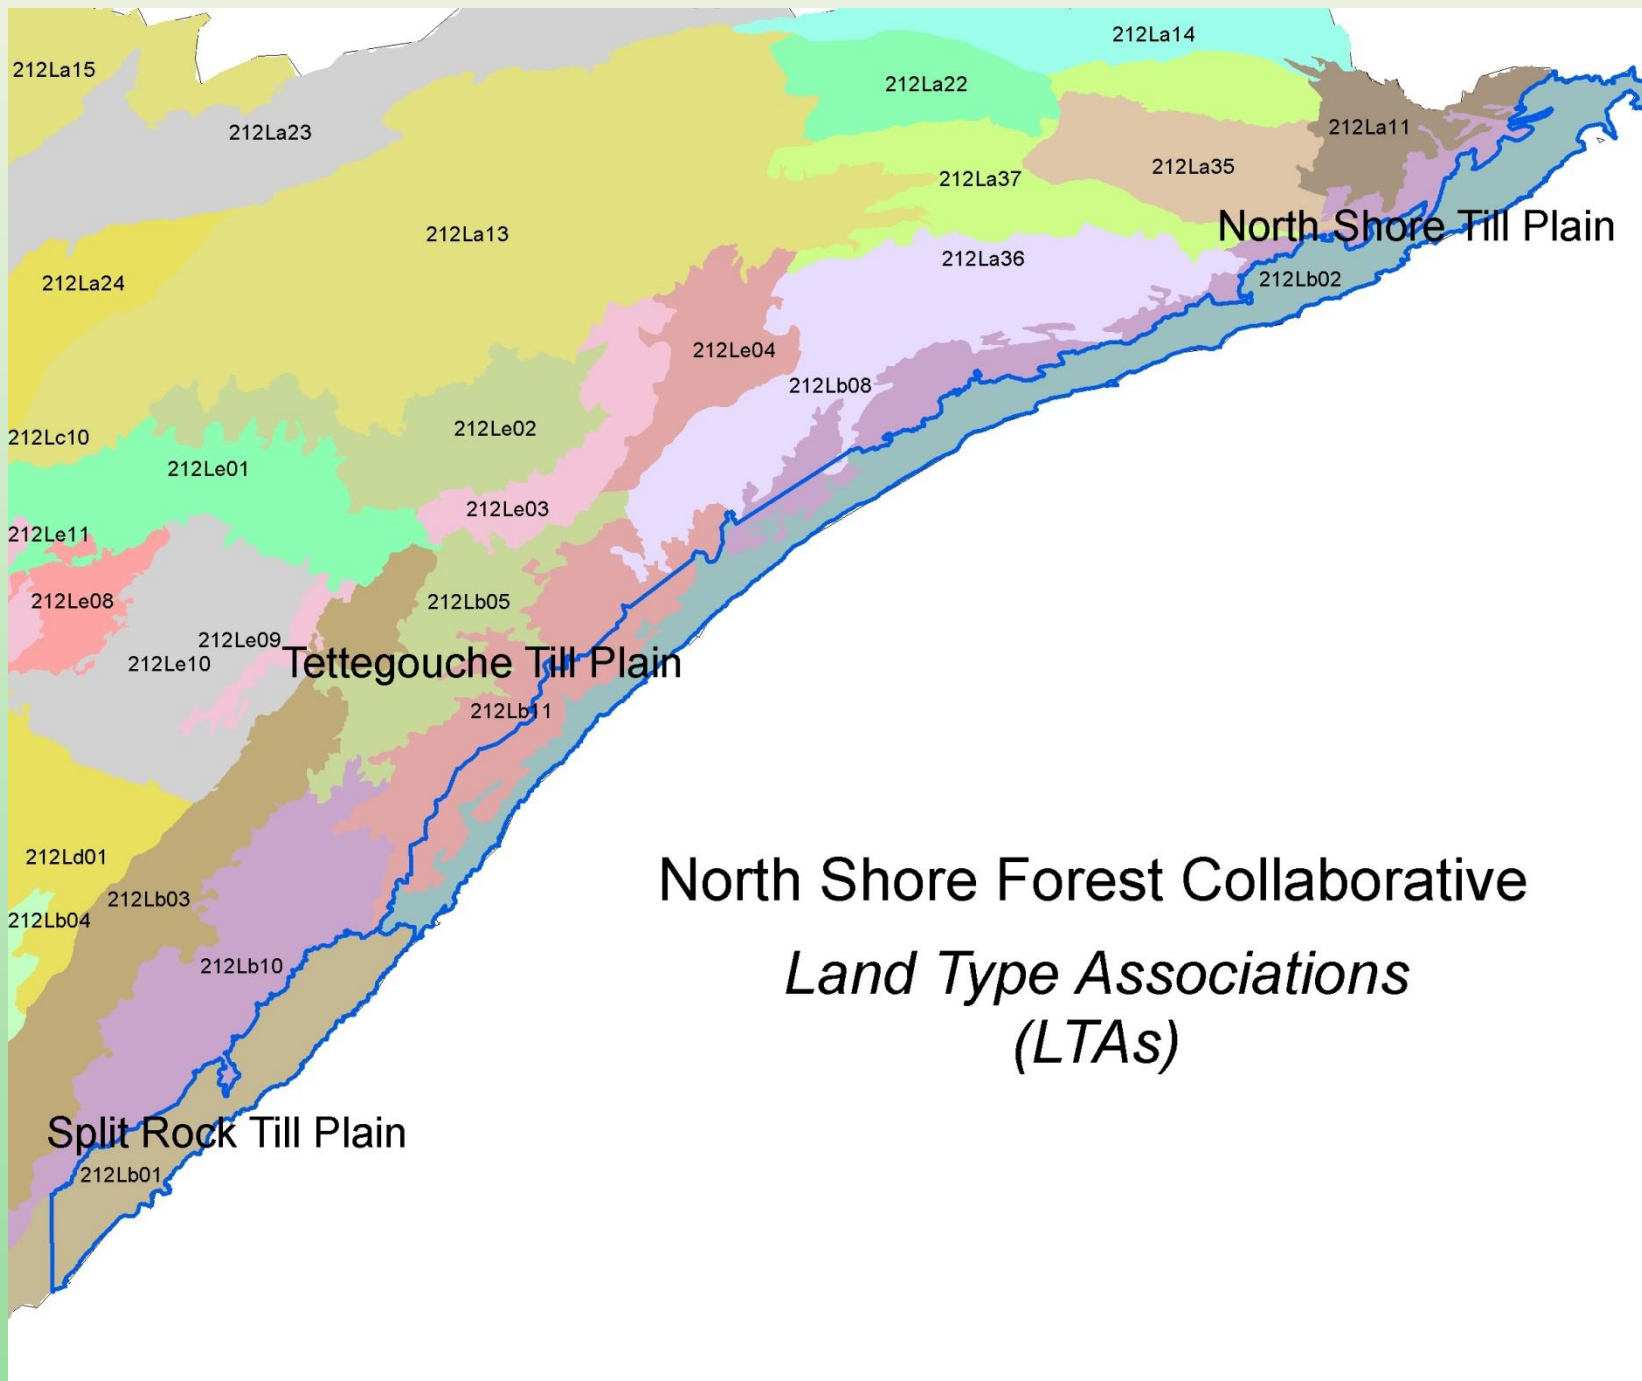 212La14
212La15
212La22
212La23
212La11
212La35
212La37
North Shore Till Plain
212La13
212La36
212La24
212Lb02
212Le04
212Lb08
212Le02
212Lc10
212Le01
212Le03
212Le11
212Le08
212Lb05
212Le09
212Le10
Tettegouche Till Plain
212Lb11
212Ld01
212Lb03
212Lb04
North Shore Forest Collaborative
212Lb10
Land Type Associations
(LTAs)
Split Rock Till Plain
212Lb01